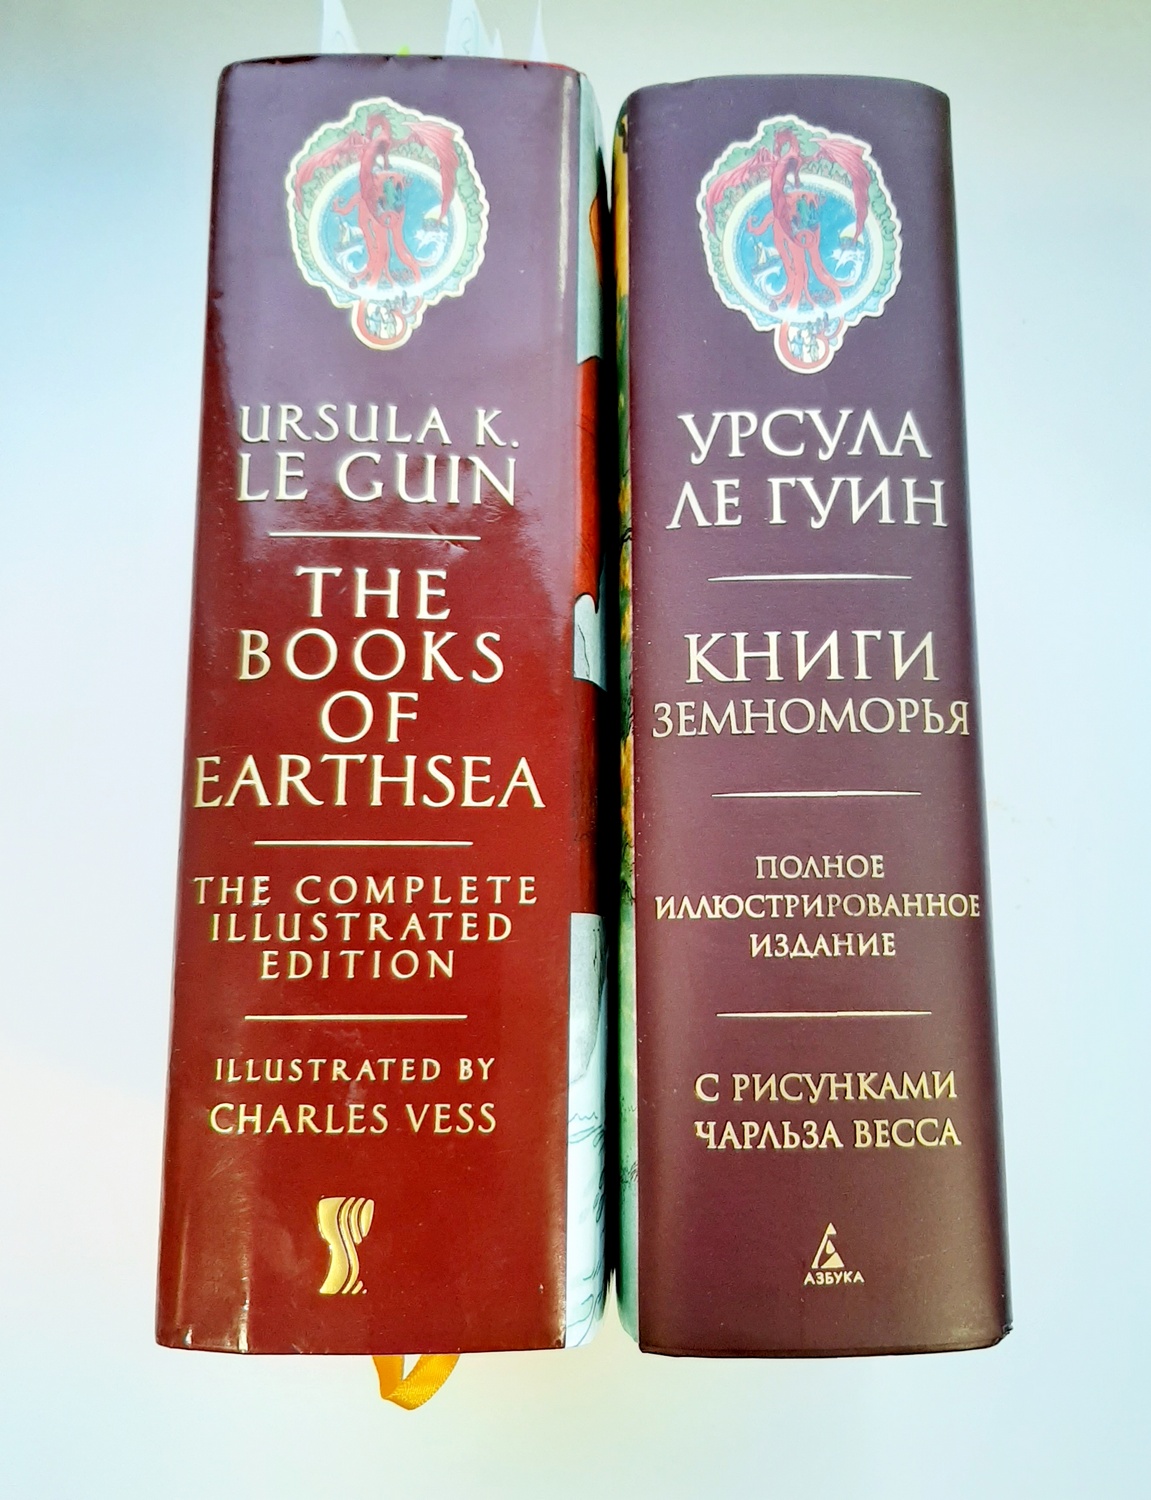 URSULA K.
LE GUIN
THE
BOOKS
OF
EARTHSEA
THE COMPLETE
ILLUSTRATED
EDITION
ILLUSTRATED BY
CHARLES VESS
УРСУЛА
ЛЕ ГУИН
КНИГИ
ЗЕМНОМОРЬЯ
ПОЛНОЕ
ИЛЛЮСТРИРОВАННОЕ
ИЗДАНИЕ
С РИСУНКАМИ
ЧАРЛЬЗА ВЕССА
АЗБУКА